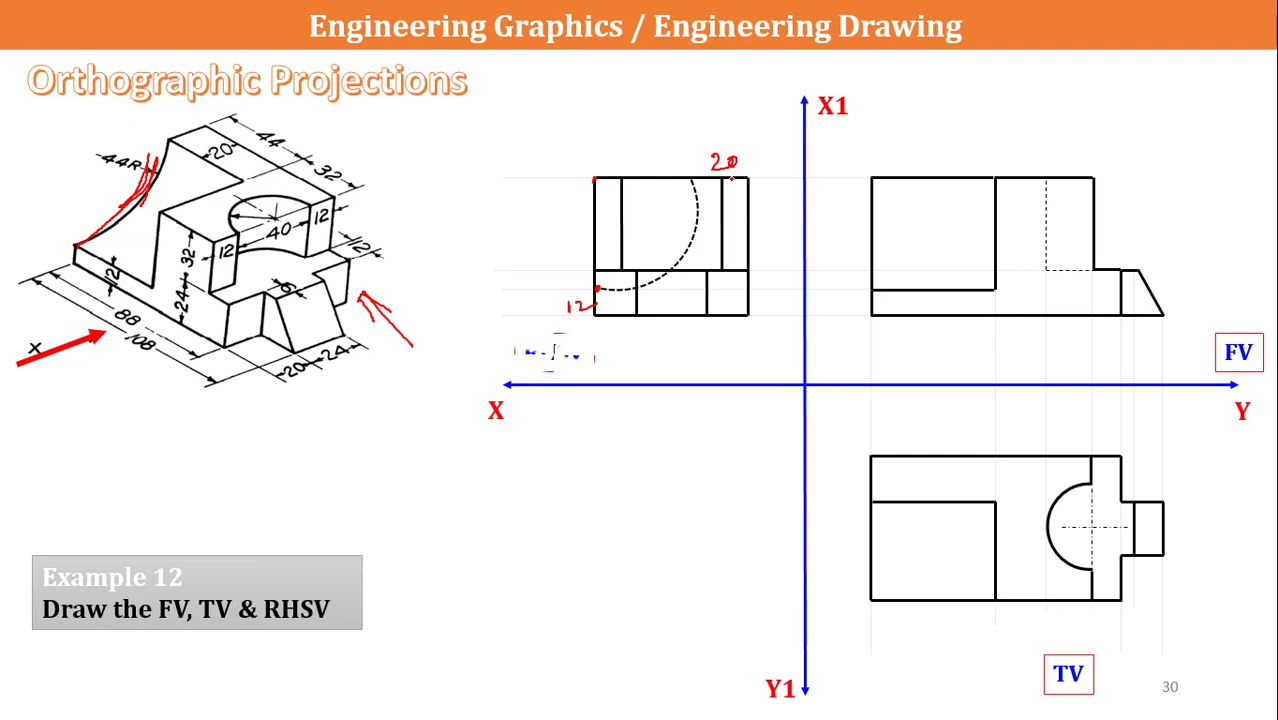 Engineering Graphics / Engineering Drawing
Orthographic Projections
X1
44
20
44R
32
20
12
40
12
12
32
12
12
6
24
88
108
24
20
X
12
FV
X
Y
Example 12
Draw the FV, TV & RHSV
TV
Y1
30